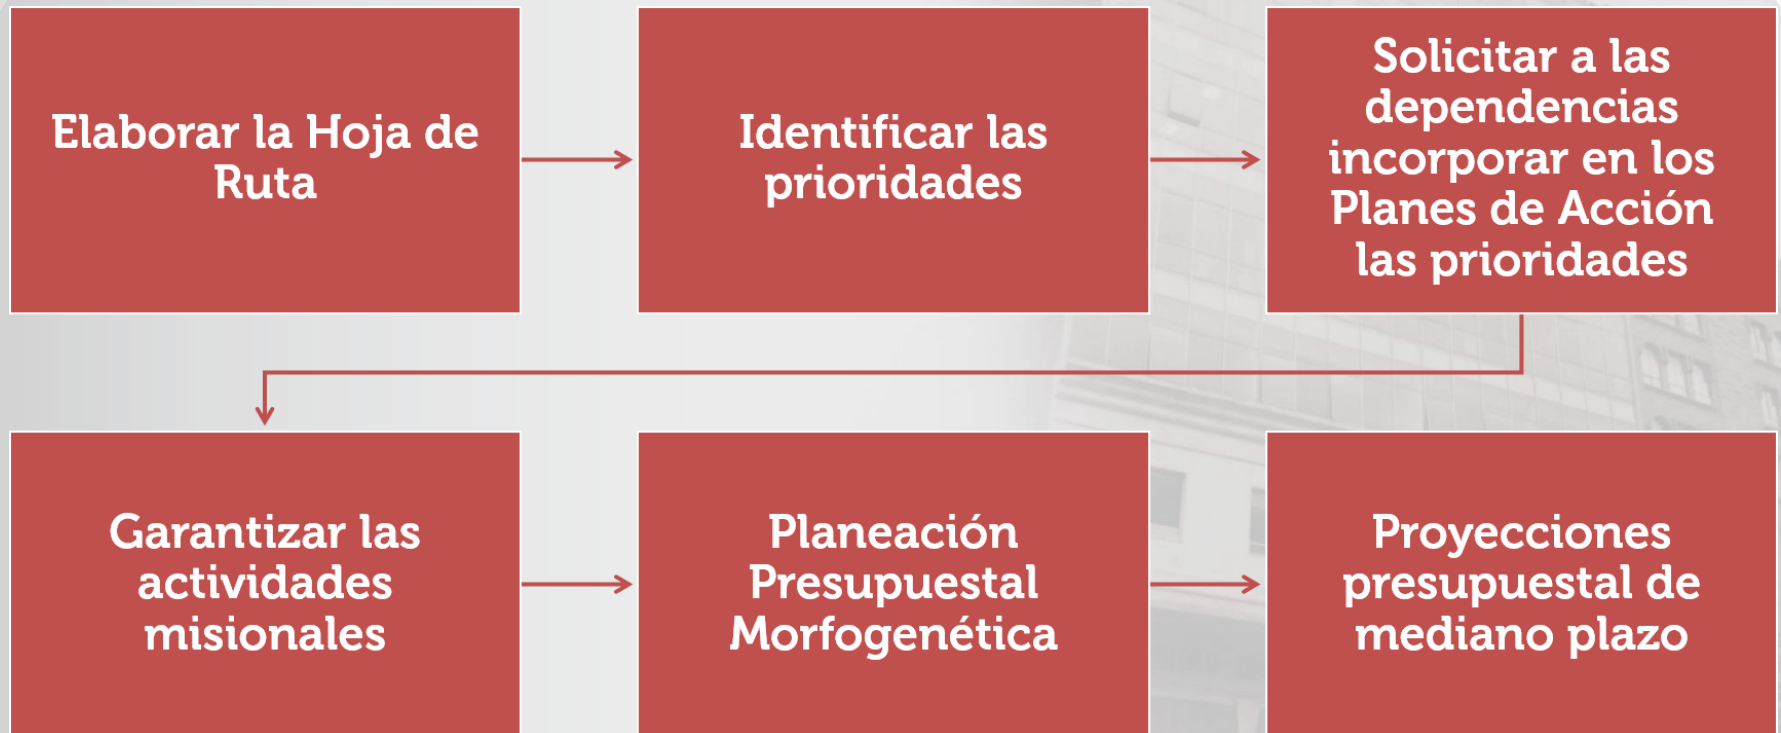 Elaborar la Hoja de
Ruta
Identificar las
prioridades
Solicitar a las
dependencias
incorporar en los
Planes de Acción
las prioridades
Garantizar las
actividades
misionales
Planeación
Presupuestal
Morfogenética
Proyecciones
presupuestal de
mediano plazo